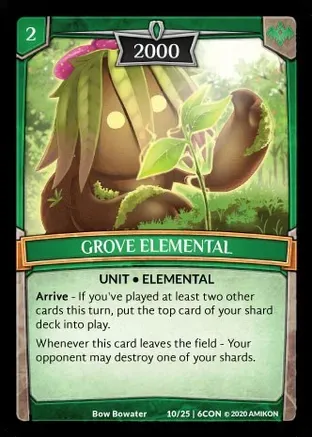 2
2000
GROVE ELEMENTAL
UNIT • ELEMENTAL
Arrive - If you've played at least two other
cards this turn, put the top card of your shard
deck into play.
Whenever this card leaves the field - Your
opponent may destroy one of your shards.
Bow Bowater 10/25 | 6CON © 2020 AMIKON